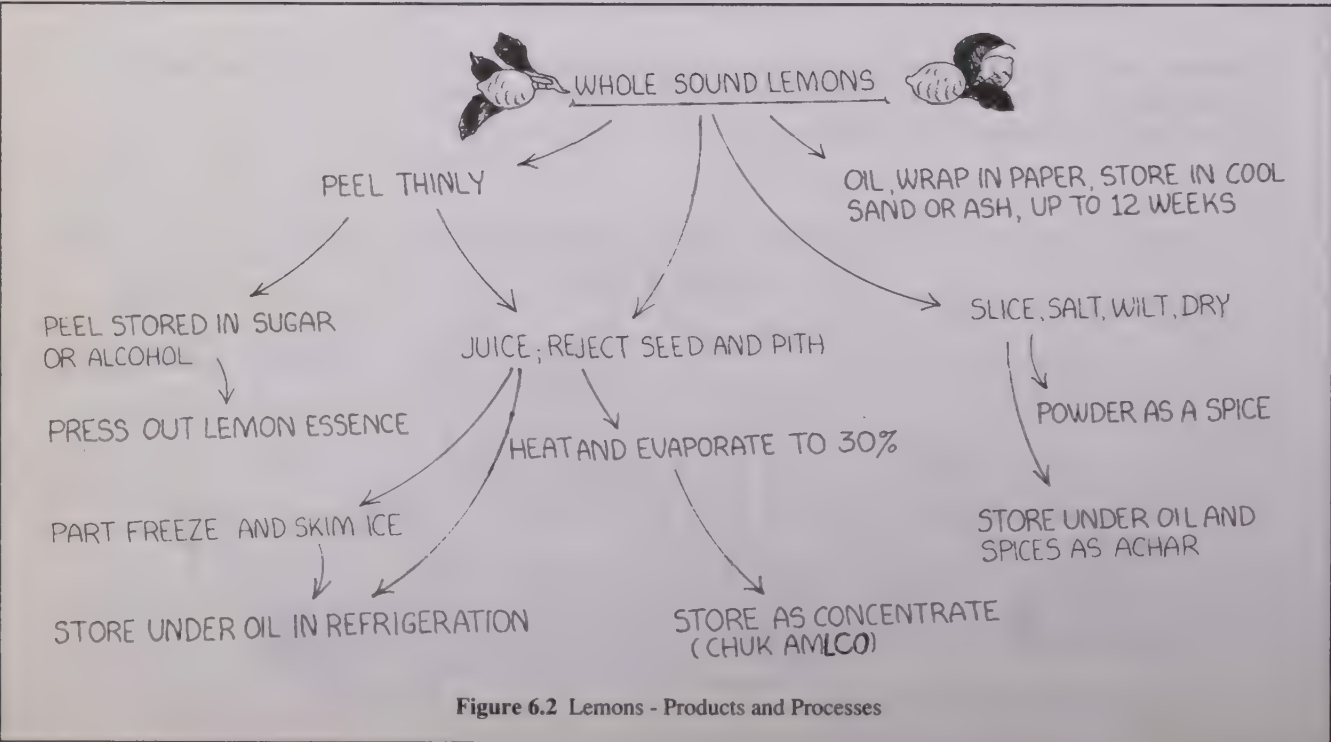 WHOLE SOUND LEMONS
PEEL THINLY
OIL, WRAP IN PAPER, STORE IN COOL
SAND OR ASH, UP TO 12 WEEKS
PEEL STORED IN SUGAR
OR ALCOHOL
JUICE; REJECT SEED AND PITH
SLICE, SALT, WILT, DRY
PRESS OUT LEMON ESSENCE
HEAT AND EVAPORATE TO 30%
POWDER AS A SPICE
PART FREEZE AND SKIM ICE
STORE UNDER OIL AND
SPICES AS ACHAR
STORE UNDER OIL IN REFRIGERATION
STORE AS CONCENTRATE
(CHUK AMLCO)
Figure 6.2 Lemons - Products and Processes